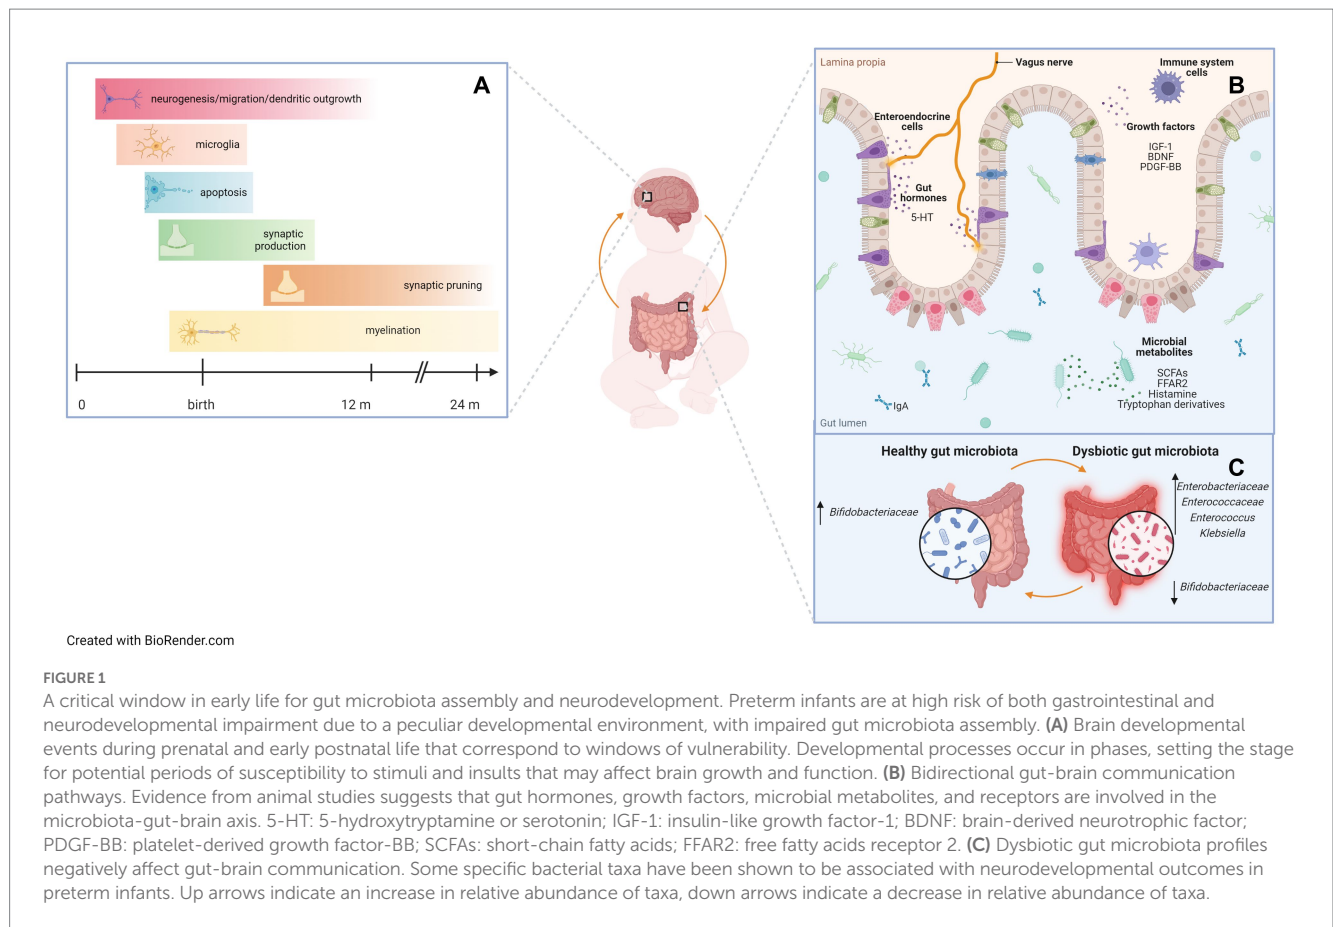 A
neurogenesis/migration/dendritic outgrowth
microglia
apoptosis
synaptic
production
synaptic pruning
myelination
0 birth 12 m 24 m
Lamina propia
Vagus nerve
Immune system
cells
B
Enteroendocrine
cells
Growth factors
IGF-1
BDNF
PDGF-BB
Gut
hormones
5-HT
Microbial
metabolites
SCFAs
FFAR2
Histamine
Tryptophan derivatives
IgA
Gut lumen
Healthy gut microbiota
Dysbiotic gut microbiota
C
Bifidobacteriaceae
Enterobacteriaceae
Enterococcaceae
Enterococcus
Klebsiella
Bifidobacteriaceae
Created with BioRender.com
FIGURE 1
A critical window in early life for gut microbiota assembly and neurodevelopment. Preterm infants are at high risk of both gastrointestinal and
neurodevelopmental impairment due to a peculiar developmental environment, with impaired gut microbiota assembly. (A) Brain developmental
events during prenatal and early postnatal life that correspond to windows of vulnerability. Developmental processes occur in phases, setting the stage
for potential periods of susceptibility to stimuli and insults that may affect brain growth and function. (B) Bidirectional gut-brain communication
pathways. Evidence from animal studies suggests that gut hormones, growth factors, microbial metabolites, and receptors are involved in the
microbiota-gut-brain axis. 5-HT: 5-hydroxytryptamine or serotonin; IGF-1: insulin-like growth factor-1; BDNF: brain-derived neurotrophic factor;
PDGF-BB: platelet-derived growth factor-BB; SCFAs: short-chain fatty acids; FFAR2: free fatty acids receptor 2. (C) Dysbiotic gut microbiota profiles
negatively affect gut-brain communication. Some specific bacterial taxa have been shown to be associated with neurodevelopmental outcomes in
preterm infants. Up arrows indicate an increase in relative abundance of taxa, down arrows indicate a decrease in relative abundance of taxa.